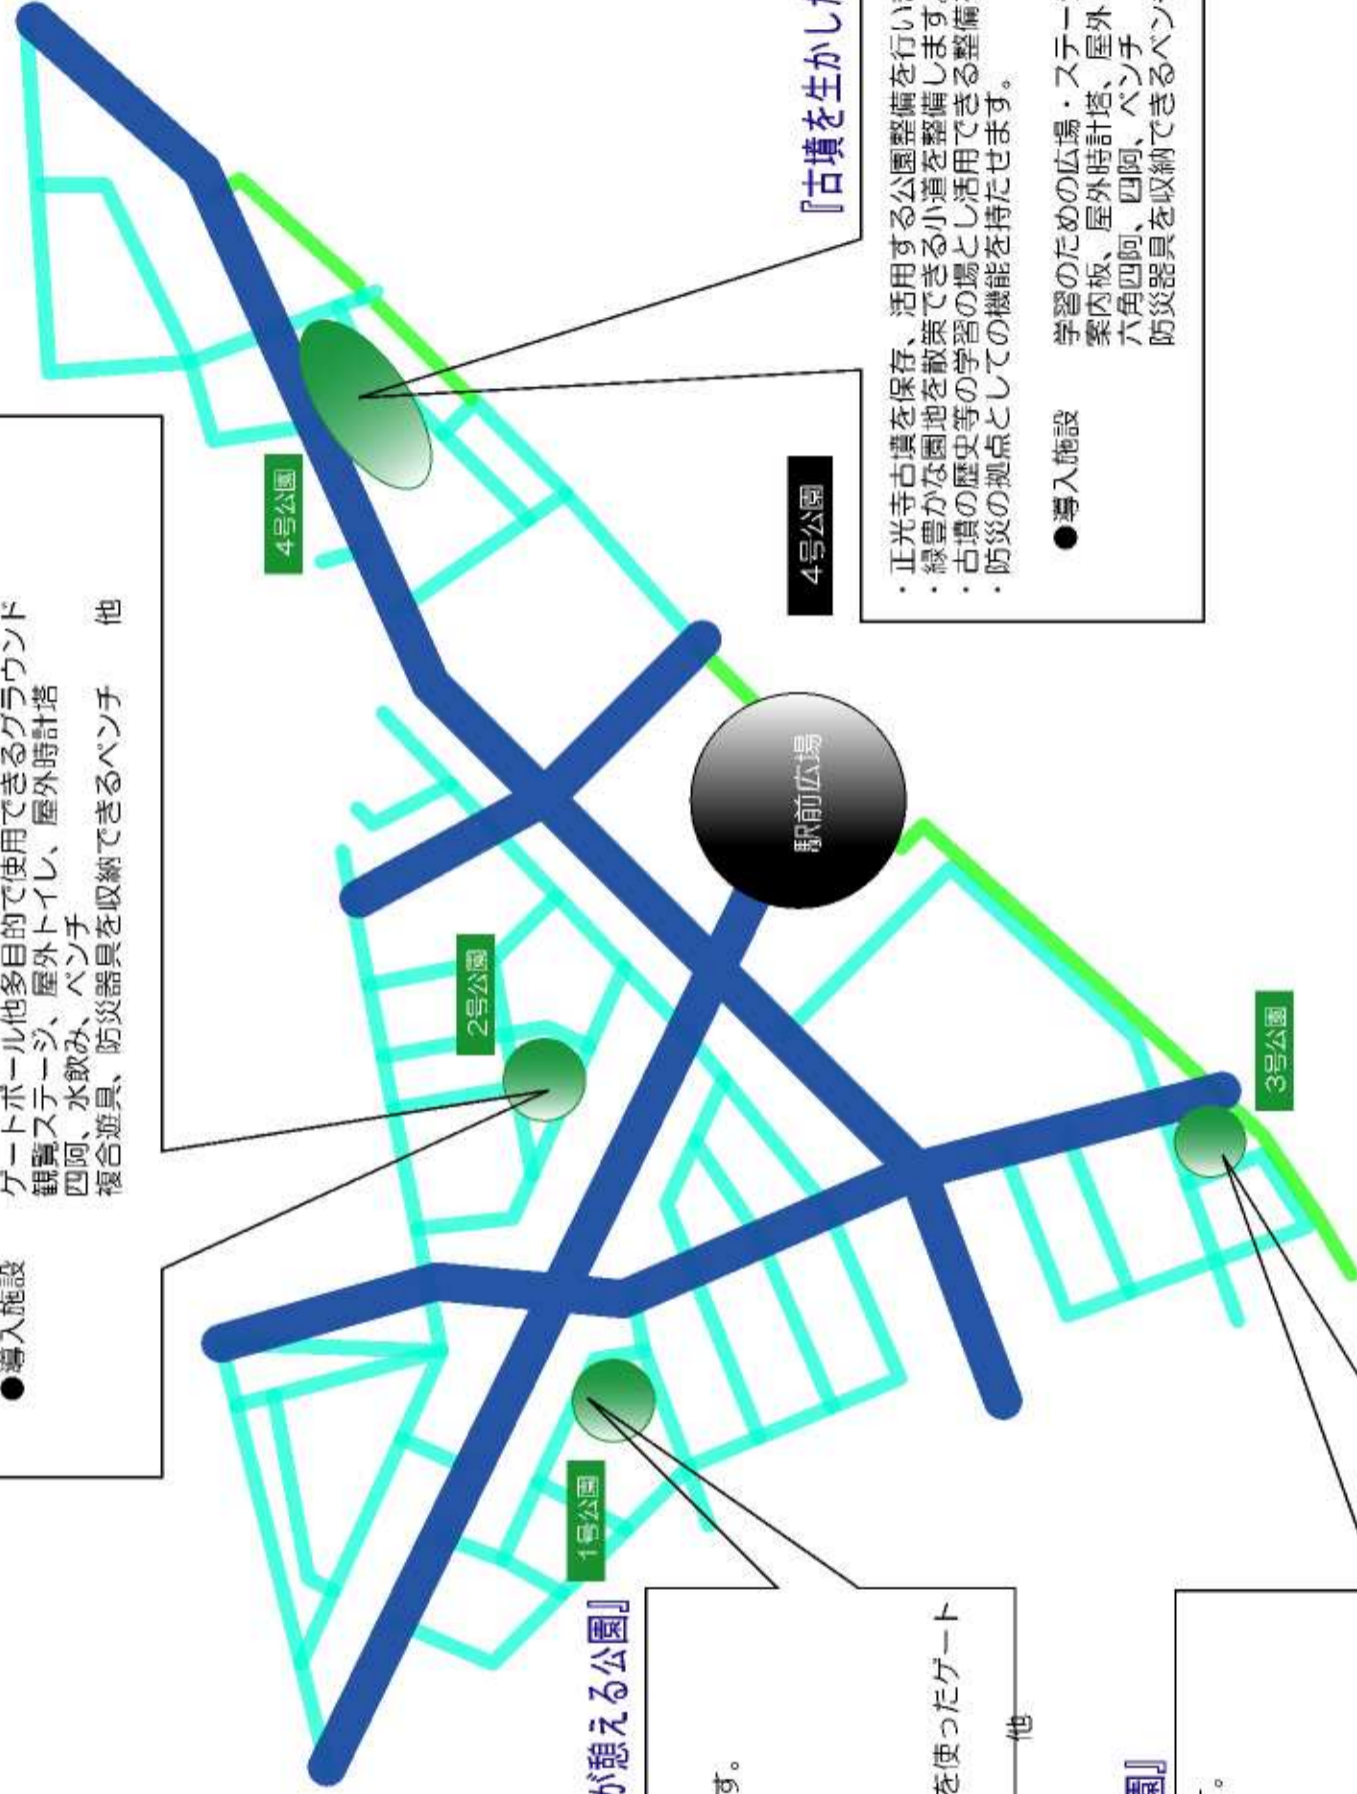 ●導入施設
ゲートボール他多目的で使用できるグラウンド
観覧ステージ、屋外トイレ、屋外時計塔
四阿、水飲み、ベンチ
複合遊具、防災器具を収納できるベンチ 他
4号公園
2号公園
1号公園
3号公園
駅前広場
4号公園
『古墳を生かした
・正光寺古墳を保存、活用する公園整備を行い
・緑豊かな園地を散策できる小道を整備します。
・古墳の歴史等の学習の場とし活用できる整備
・防災の拠点としての機能を持たせます。
●導入施設
学習のための広場・ステー
案内板、屋外時計塔、屋外
六角四阿、四阿、ベンチ
防災器具を収納できるベン
が憩える公園』
す。
を使ったゲート
他
園』
。